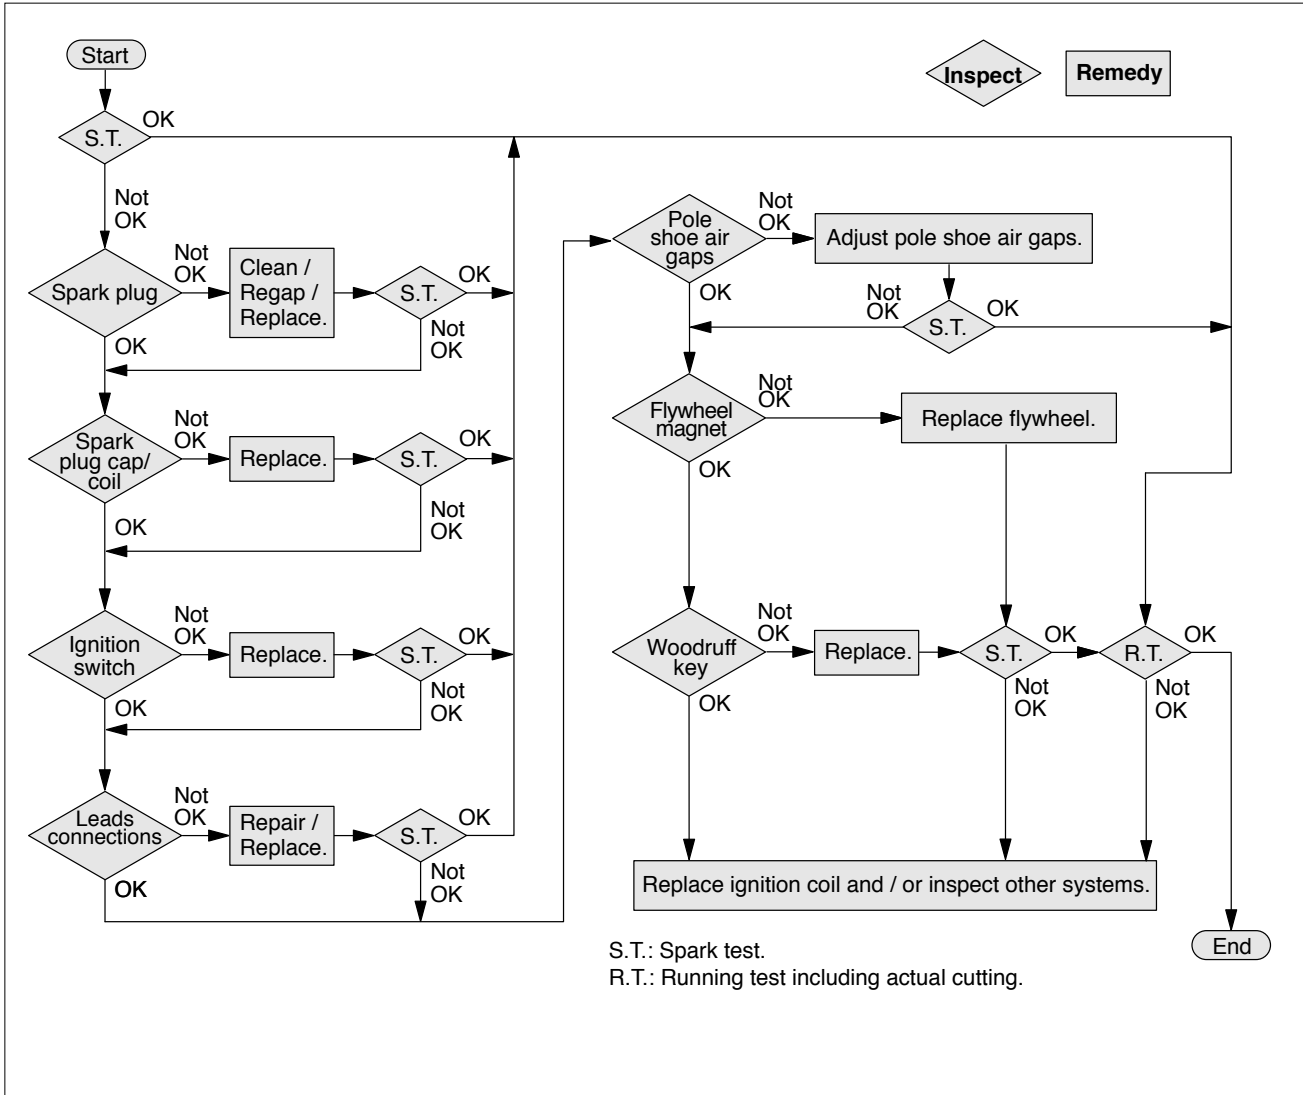 Start
Inspect
Remedy
S.T.
OK
Not
OK
Spark plug
Not
OK
Clean /
Regap /
Replace.
S.T.
OK
Not
OK
OK
Spark
plug cap/
coil
Not
OK
Replace.
S.T.
OK
Not
OK
OK
Ignition
switch
Not
OK
Replace.
S.T.
OK
Not
OK
OK
Leads
connections
Not
OK
Repair /
Replace.
S.T.
OK
Not
OK
OK
Pole
shoe air
gaps
Not
OK
Adjust pole shoe air gaps.
OK
Not
OK
S.T.
OK
Flywheel
magnet
Not
OK
Replace flywheel.
OK
Woodruff
key
Not
OK
Replace.
S.T.
OK
R.T.
OK
OK
Not
OK
Not
OK
Replace ignition coil and / or inspect other systems.
End
S.T.: Spark test.
R.T.: Running test including actual cutting.